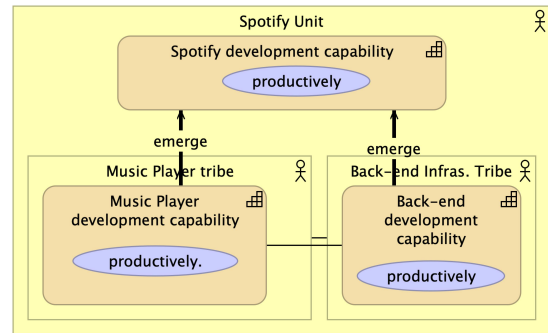 Spotify Unit
Spotify development capability
productively
emerge
emerge
Music Player tribe
Back-end Infras. Tribe
Music Player
development capability
productively.
Back-end
development
capability
productively